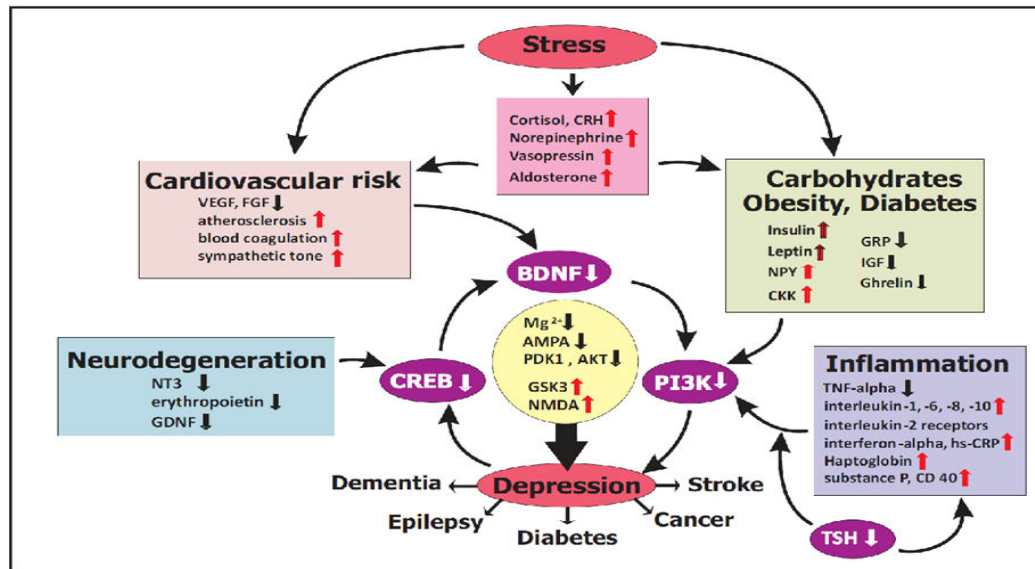 Stress
Cortisol, CRH ↑
Norepinephrine ↑
Vasopressin ↑
Aldosterone ↑
Cardiovascular risk
VEGF, FGF ↓
atherosclerosis ↑
blood coagulation ↑
sympathetic tone ↑
Carbohydrates
Obesity, Diabetes
Insulin ↑
Leptin ↑
NPY ↑
CKK ↑
GRP ↓
IGF ↓
Ghrelin ↓
BDNF ↓
Mg 2+ ↓
AMPA ↓
PDK1 , AKT ↓
GSK3 ↑
NMDA ↑
Neurodegeneration
NT3 ↓
erythropoietin ↓
GDNF ↓
CREB ↓
PI3K ↓
Inflammation
TNF-alpha ↓
interleukin-1, -6, -8, -10 ↑
interleukin-2 receptors
interferon-alpha, hs-CRP ↑
Haptoglobin ↑
substance P, CD 40 ↑
Depression
Dementia
Epilepsy
Diabetes
Cancer
Stroke
TSH ↓